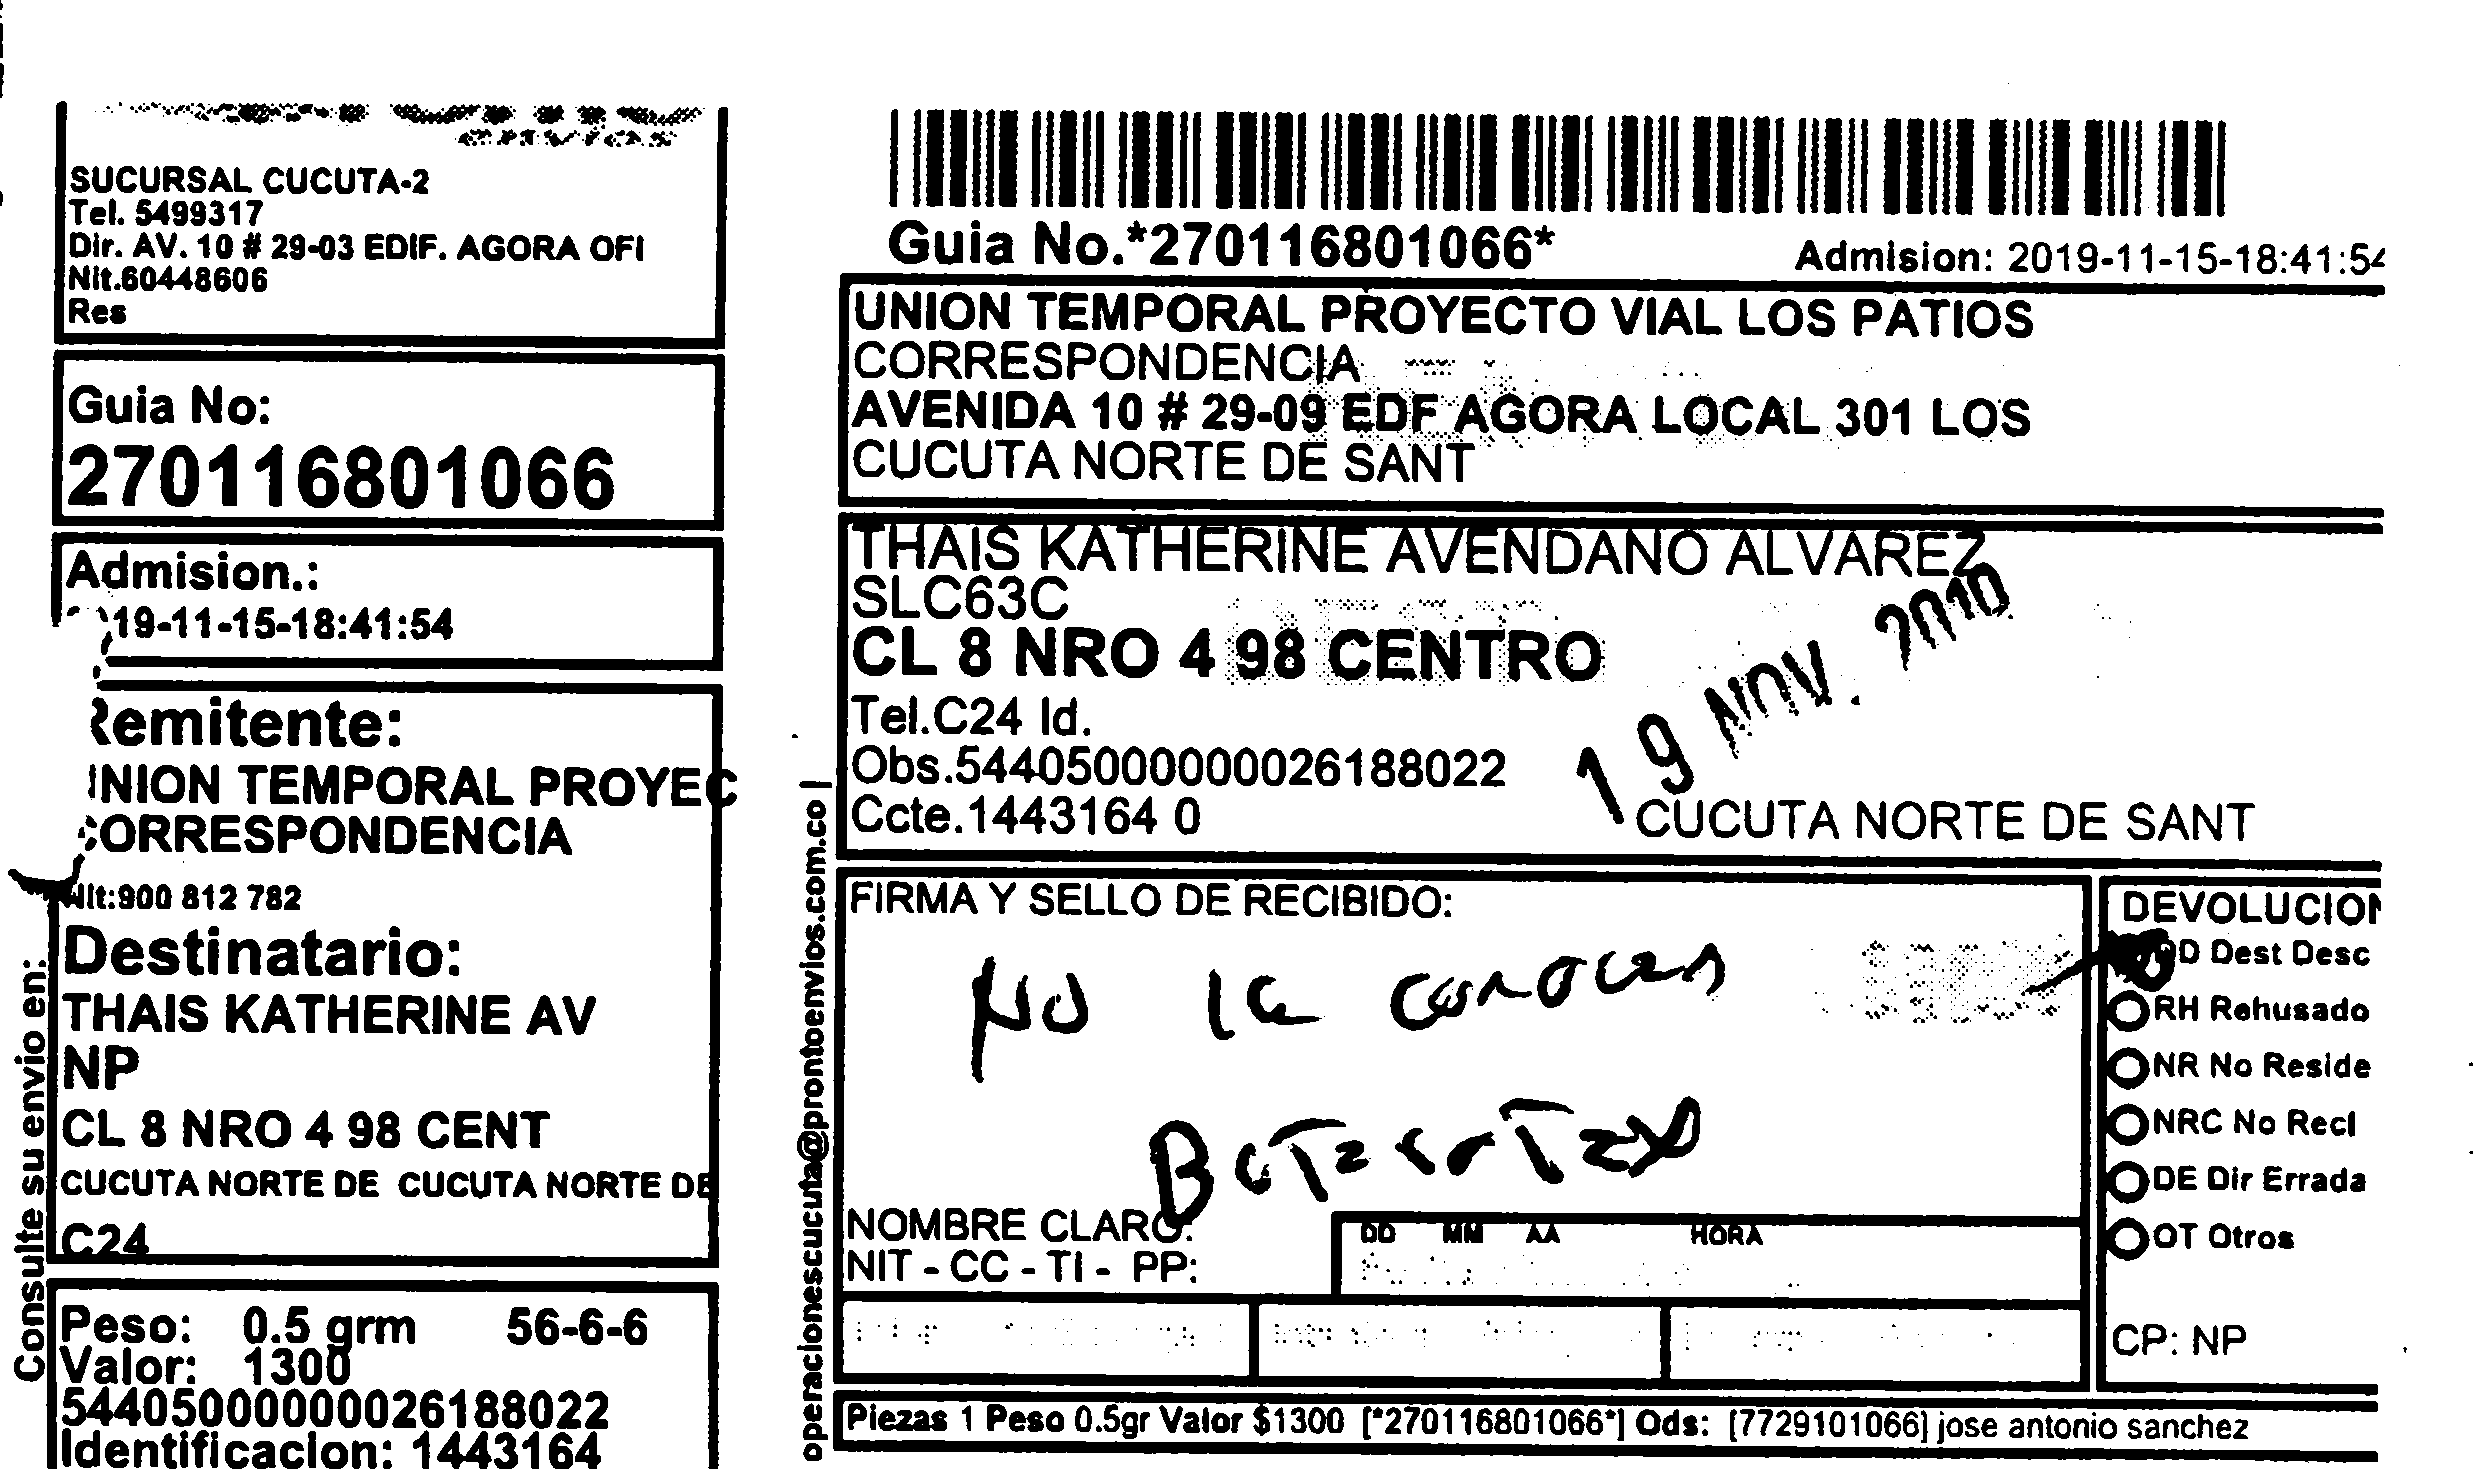 SUCURSAL CUCUTA-2
Tel. 5499317
Dir. AV. 10 # 29-03 EDIF. AGORA OFI
Nit.60448606
Res
Guia No:
270116801066
Admision.:
19-11-15-18:41:54
Remitente:
UNION TEMPORAL PROYEC
CORRESPONDENCIA
Nit:900 812 782
Destinatario:
THAIS KATHERINE AV
NP
CL 8 NRO 4 98 CENT
CUCUTA NORTE DE CUCUTA NORTE DE
C24
Peso: 0.5 grm 56-6-6
Valor: 1300
544050000000026188022
Identificacion: 1443164
Consulte su envio en:
operacionescucuta@prontoenvios.com.co |
Guia No.*270116801066*
Admision: 2019-11-15-18:41:54
UNION TEMPORAL PROYECTO VIAL LOS PATIOS
CORRESPONDENCIA
AVENIDA 10 # 29-09 EDF AGORA LOCAL 301 LOS
CUCUTA NORTE DE SANT
THAIS KATHERINE AVENDANO ALVAREZ
SLC63C
CL 8 NRO 4 98 CENTRO
Tel.C24 Id.
Obs.544050000000026188022
Ccte.1443164 0
19 NOV. 2010
CUCUTA NORTE DE SANT
FIRMA Y SELLO DE RECIBIDO:
No la conocen
NOMBRE CLARO:
NIT - CC - TI - PP:
DD MM AA HORA
DEVOLUCION
DD Dest Desc
RH Rehusado
NR No Reside
NRC No Recl
DE Dir Errada
OT Otros
CP: NP
Piezas 1 Peso 0.5gr Valor $1300 [*270116801066*] Ods: [7729101066] jose antonio sanchez